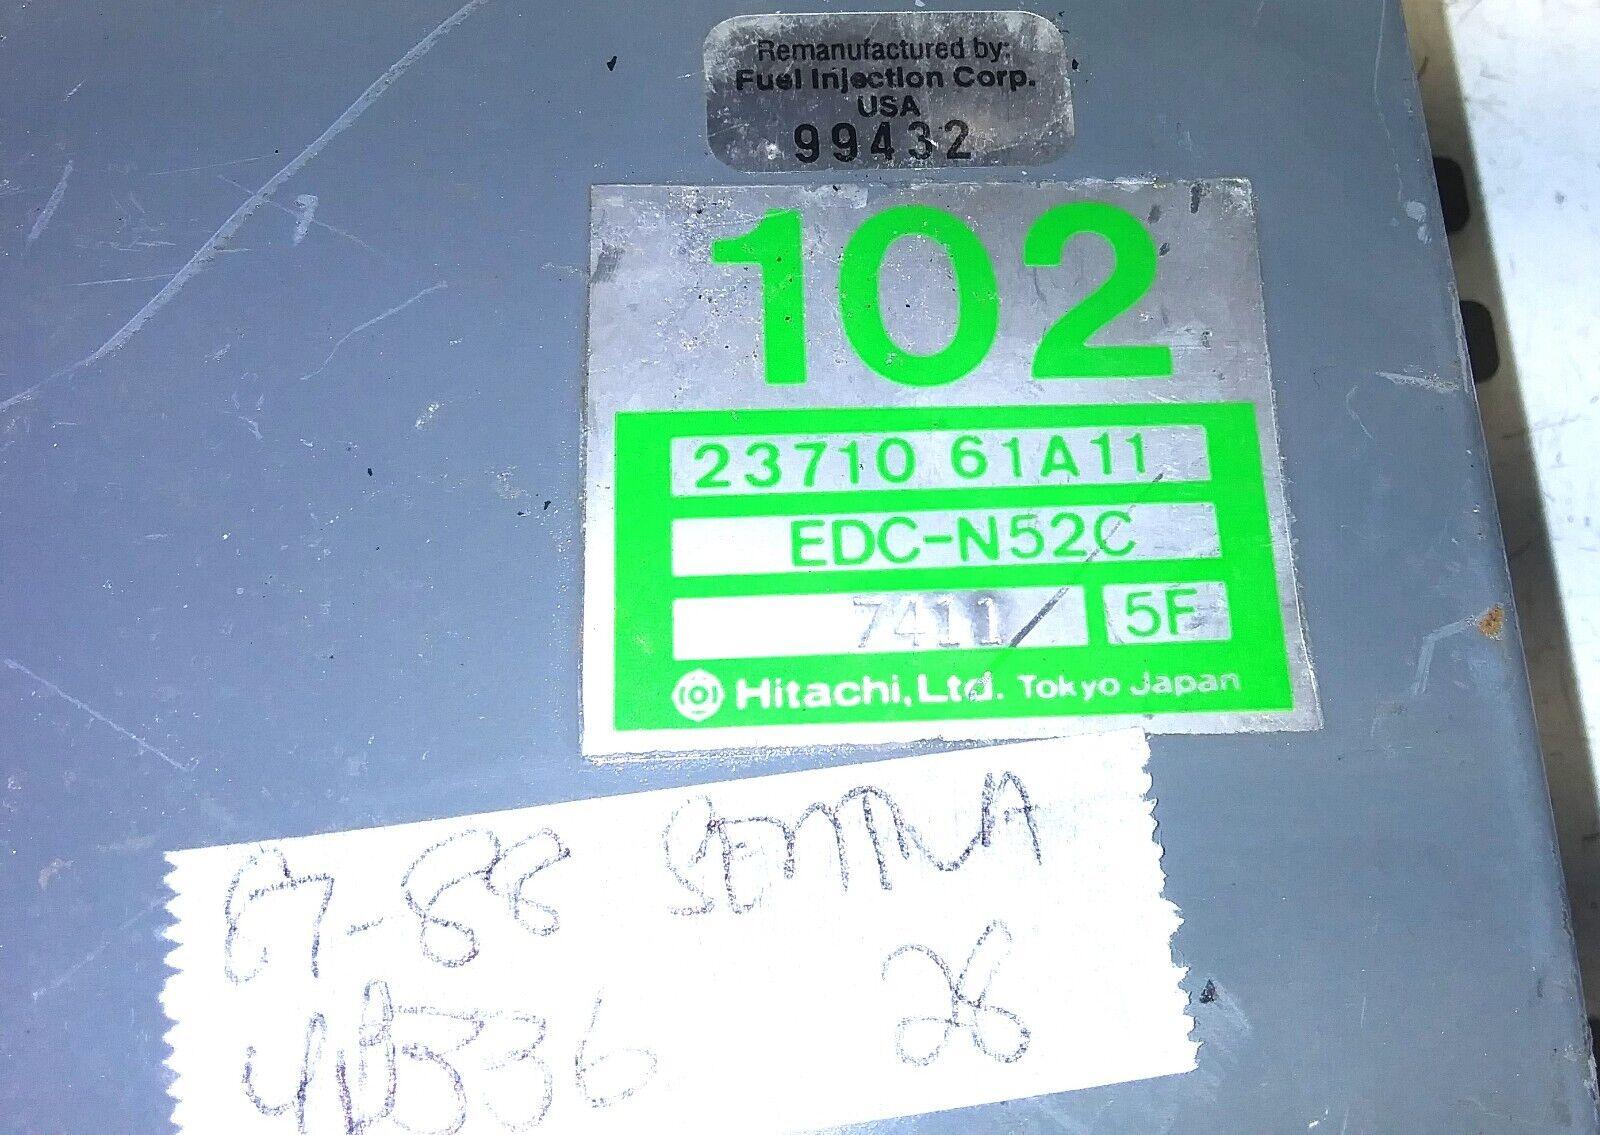 Remanufactured by:
Fuel Injection Corp.
USA
99432
102
23710 61A11
EDC-N52C
7411 5F
Hitachi, Ltd. Tokyo Japan
87-88 SENTRA
28